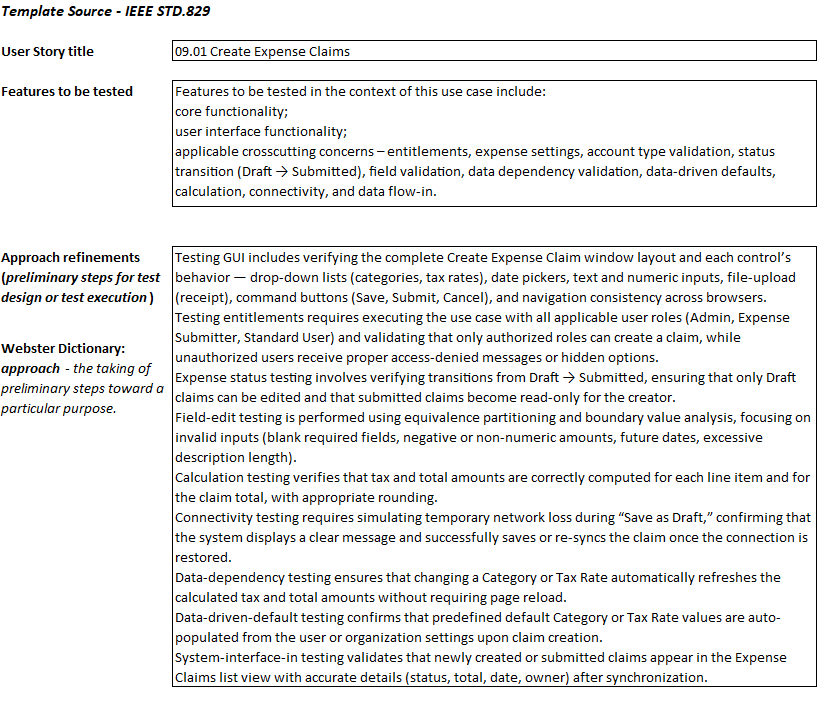 Template Source - IEEE STD.829
User Story title
09.01 Create Expense Claims
Features to be tested
Features to be tested in the context of this use case include:
core functionality;
user interface functionality;
applicable crosscutting concerns – entitlements, expense settings, account type validation, status
transition (Draft → Submitted), field validation, data dependency validation, data-driven defaults,
calculation, connectivity, and data flow-in.
Approach refinements
(preliminary steps for test
design or test execution)
Webster Dictionary:
approach - the taking of
preliminary steps toward a
particular purpose.
Testing GUI includes verifying the complete Create Expense Claim window layout and each control’s
behavior — drop-down lists (categories, tax rates), date pickers, text and numeric inputs, file-upload
(receipt), command buttons (Save, Submit, Cancel), and navigation consistency across browsers.
Testing entitlements requires executing the use case with all applicable user roles (Admin, Expense
Submitter, Standard User) and validating that only authorized roles can create a claim, while
unauthorized users receive proper access-denied messages or hidden options.
Expense status testing involves verifying transitions from Draft → Submitted, ensuring that only Draft
claims can be edited and that submitted claims become read-only for the creator.
Field-edit testing is performed using equivalence partitioning and boundary value analysis, focusing on
invalid inputs (blank required fields, negative or non-numeric amounts, future dates, excessive
description length).
Calculation testing verifies that tax and total amounts are correctly computed for each line item and for
the claim total, with appropriate rounding.
Connectivity testing requires simulating temporary network loss during “Save as Draft,” confirming that
the system displays a clear message and successfully saves or re-syncs the claim once the connection is
restored.
Data-dependency testing ensures that changing a Category or Tax Rate automatically refreshes the
calculated tax and total amounts without requiring page reload.
Data-driven-default testing confirms that predefined default Category or Tax Rate values are auto-
populated from the user or organization settings upon claim creation.
System-interface-in testing validates that newly created or submitted claims appear in the Expense
Claims list view with accurate details (status, total, date, owner) after synchronization.